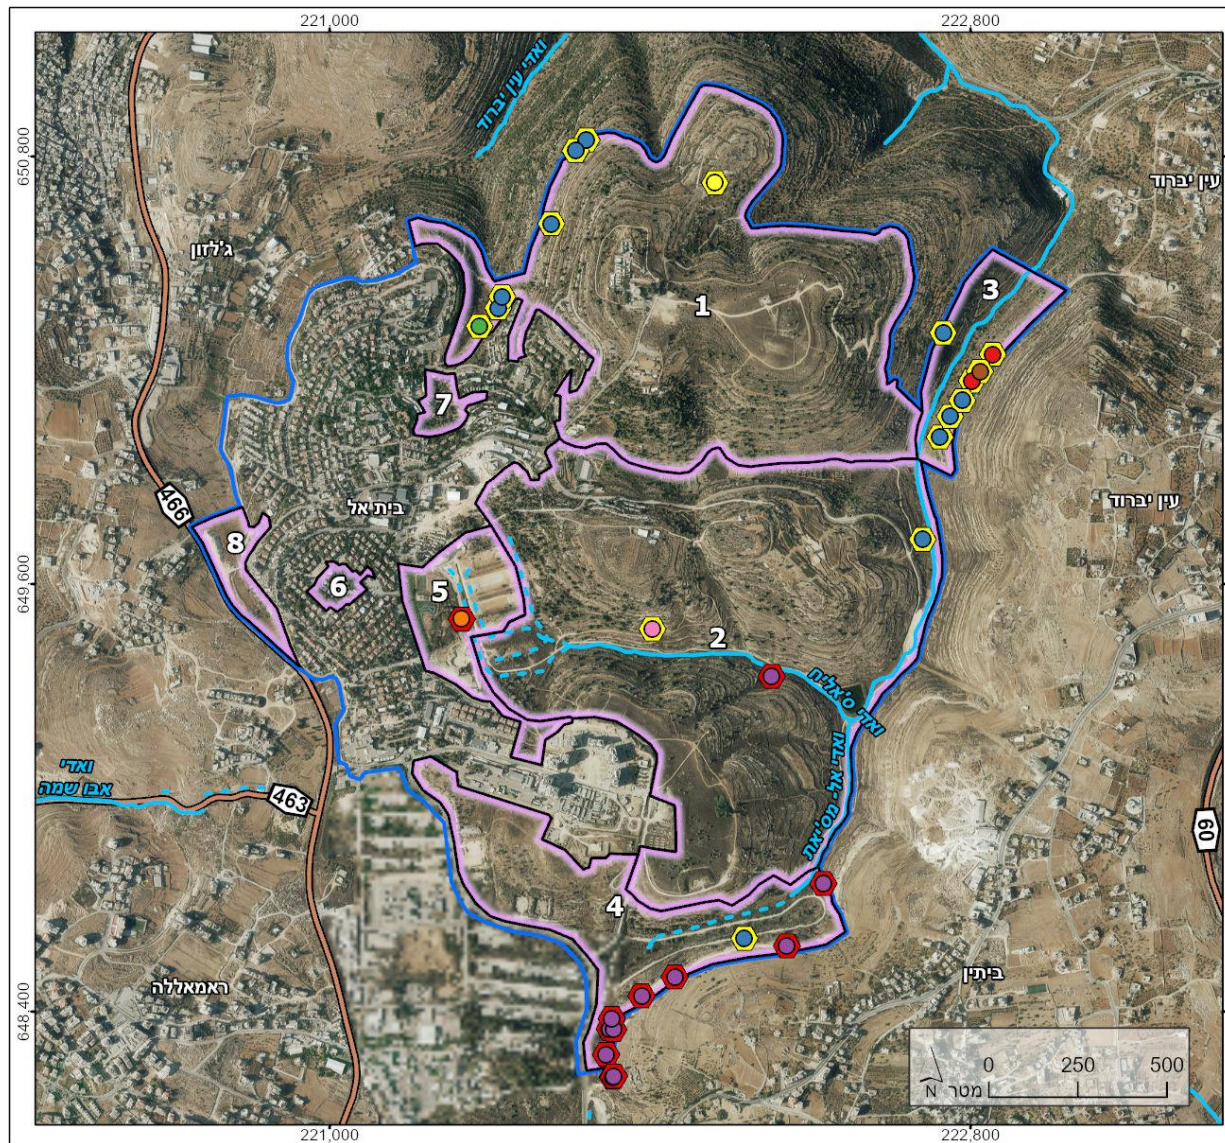 221,000
222,800
ואדי עין יברוד
650,800
עין יברוד
ג'לזון
3
1
7
466
בית אל
עין יברוד
8
5
6
649,600
2
ואדי ס'אליח
ואדי
אבו שמה
463
ואדי אל- מס'יאת
60
4
ביתין
ראמאללה
648,400
0 250 500
מטר
N
221,000
222,800